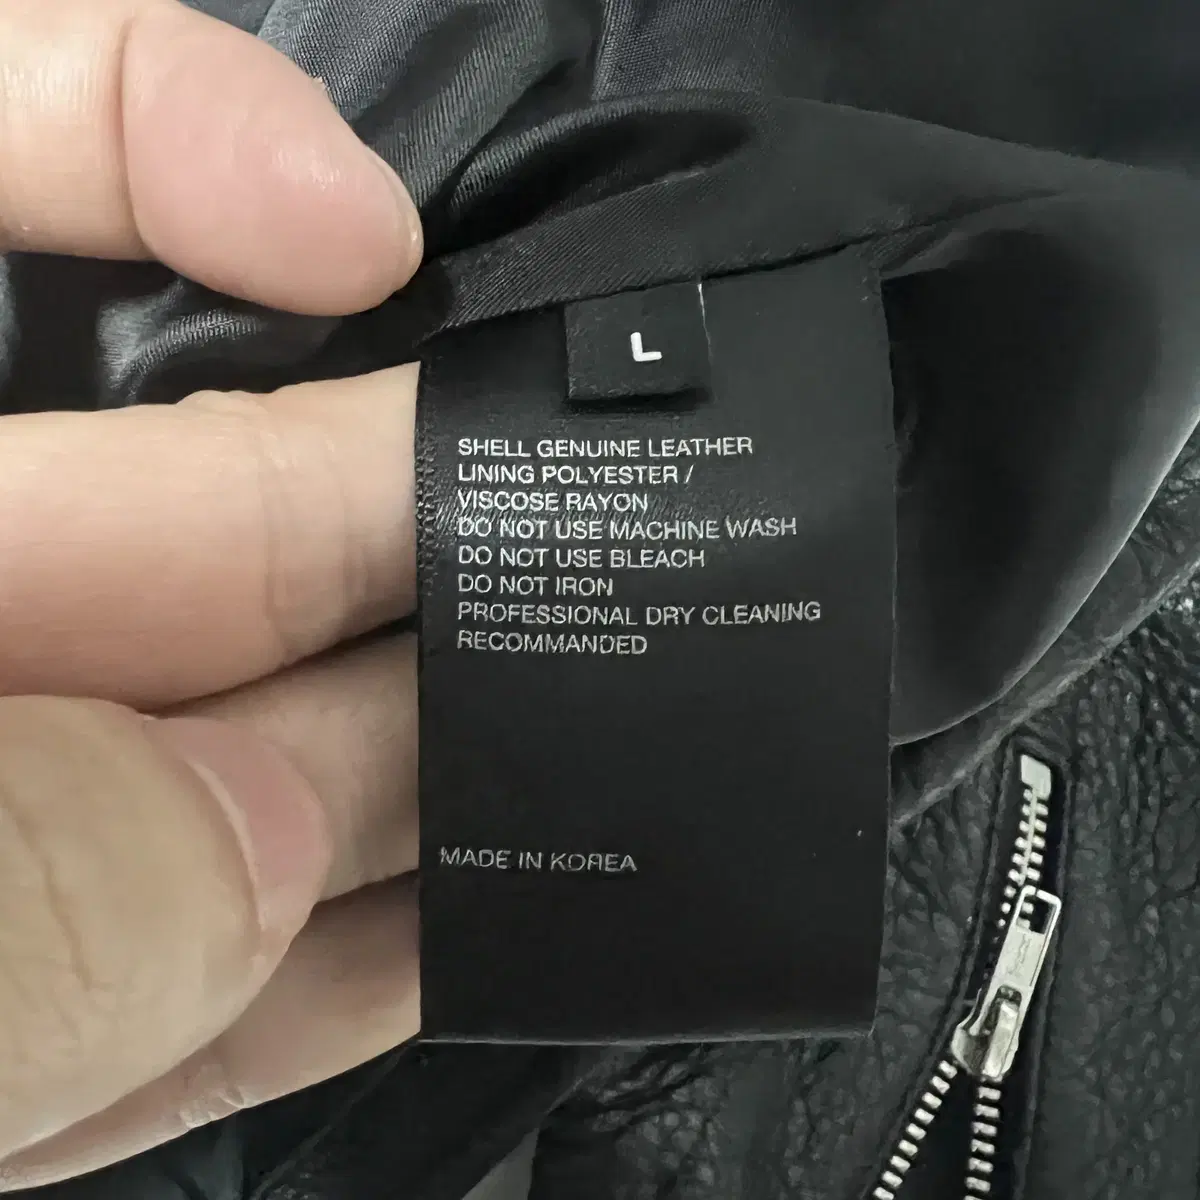 L
SHELL GENUINE LEATHER
LINING POLYESTER /
VISCOSE RAYON
DO NOT USE MACHINE WASH
DO NOT USE BLEACH
DO NOT IRON
PROFESSIONAL DRY CLEANING
RECOMMANDED
MADE IN KOREA